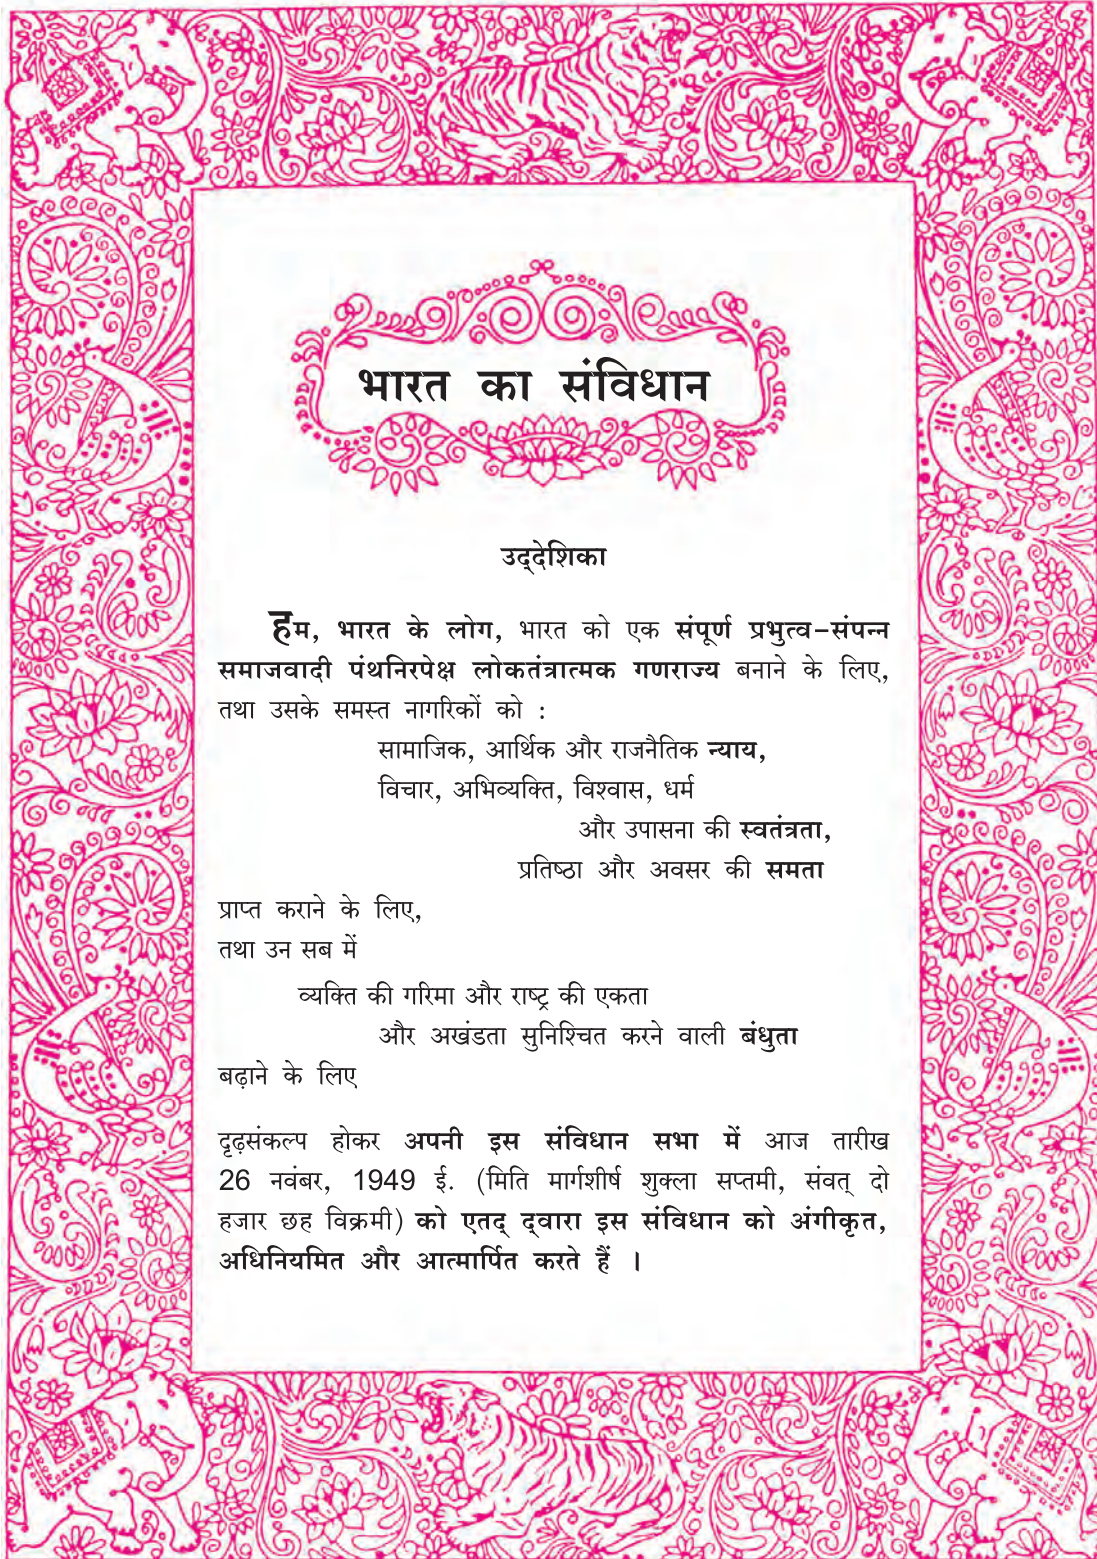 भारत का संविधान
उद्‌देशिका
हम, भारत के लोग, भारत को एक संपूर्ण प्रभुत्व-संपन्न
समाजवादी पंथनिरपेक्ष लोकतंत्रात्मक गणराज्य बनाने के लिए,
तथा उसके समस्त नागरिकों को :
सामाजिक, आर्थिक और राजनैतिक न्याय,
विचार, अभिव्यक्ति, विश्वास, धर्म
और उपासना की स्वतंत्रता,
प्रतिष्ठा और अवसर की समता
प्राप्त कराने के लिए,
तथा उन सब में
व्यक्ति की गरिमा और राष्ट्र की एकता
और अखंडता सुनिश्चित करने वाली बंधुता
बढ़ाने के लिए
दृढ़संकल्प होकर अपनी इस संविधान सभा में आज तारीख
26 नवंबर, 1949 ई. (मिति मार्गशीर्ष शुक्ला सप्तमी, संवत् दो
हजार छह विक्रमी) को एतद् द्‌वारा इस संविधान को अंगीकृत,
अधिनियमित और आत्मार्पित करते हैं ।